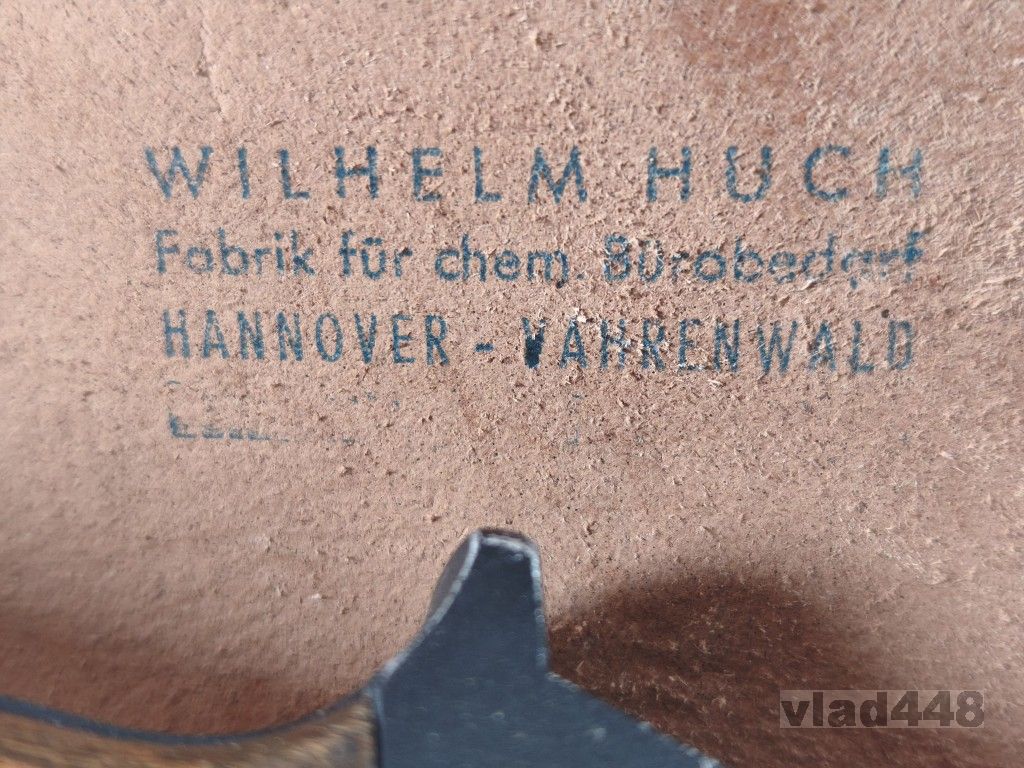 WILHELM HUCH
Fabrik für chem. Bürobedarf
HANNOVER - VAHRENWALD
vlad448